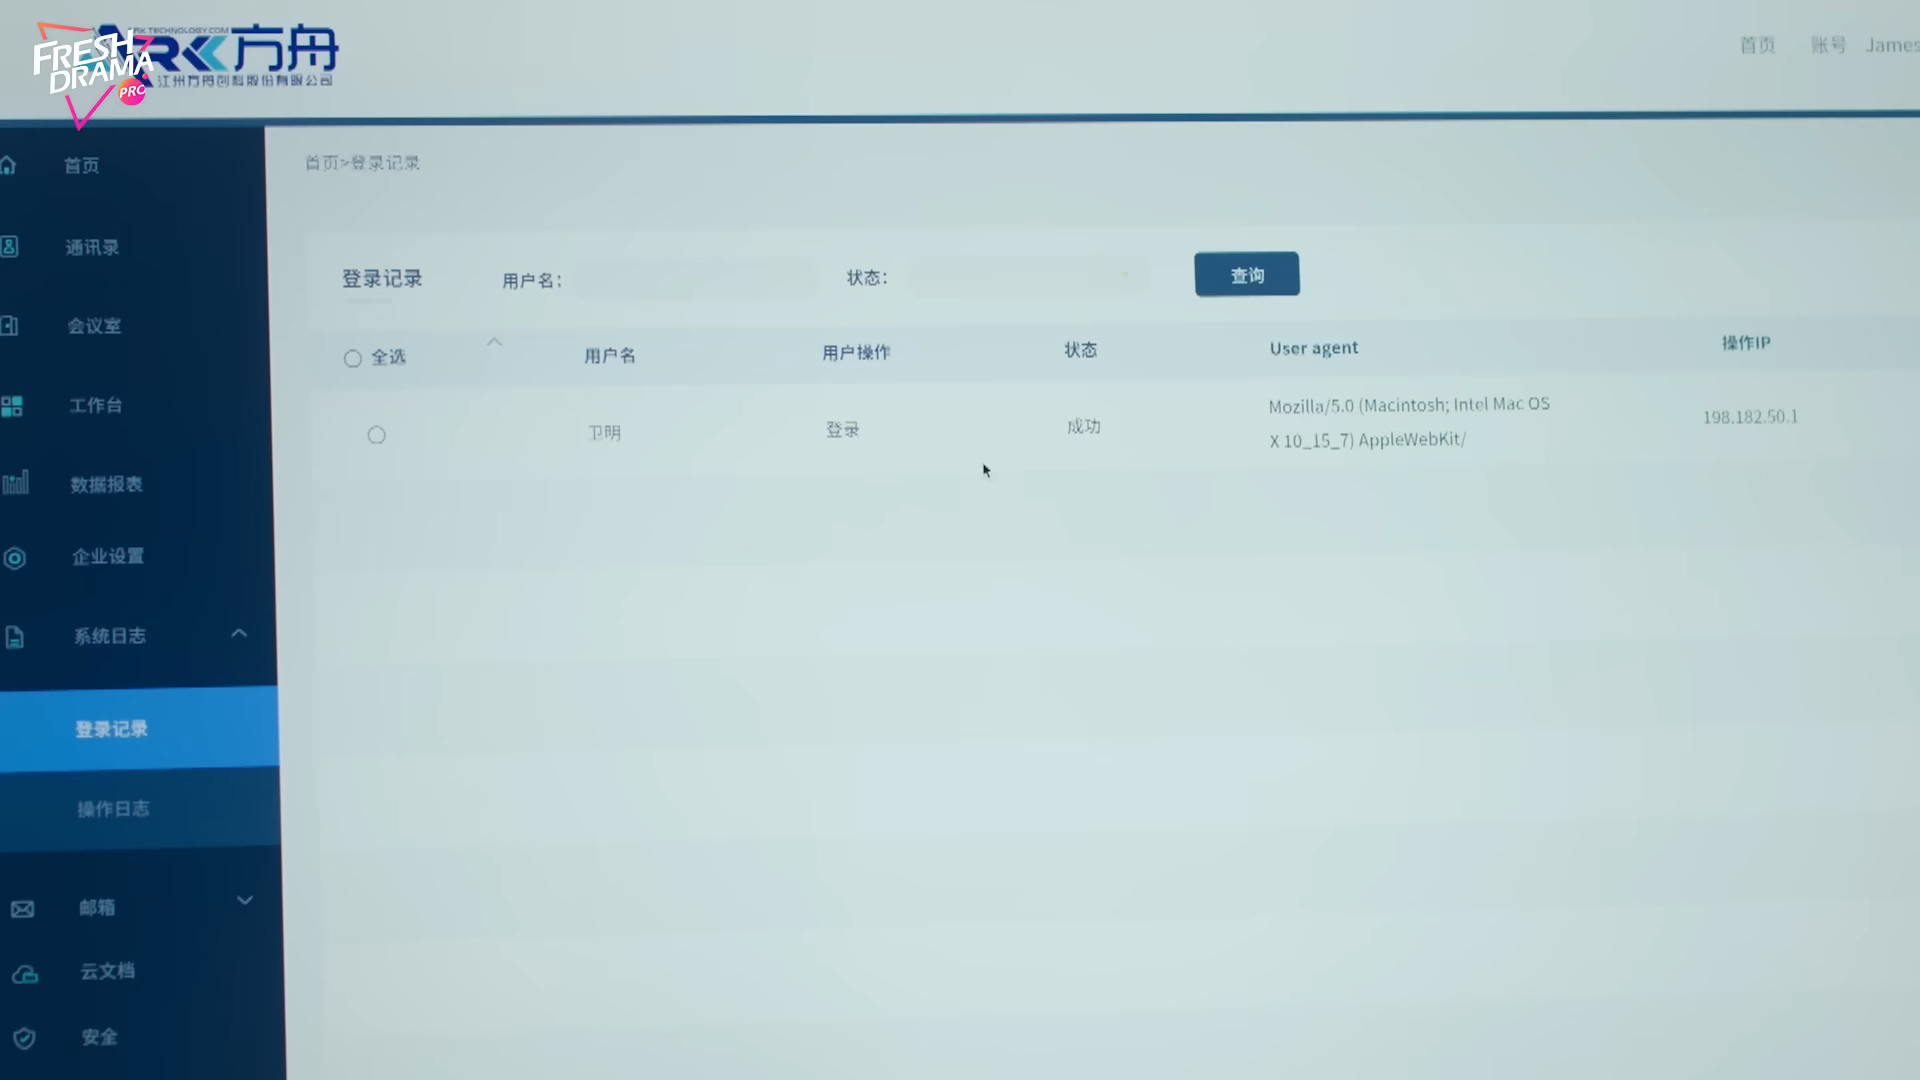 FRESH
DRAMA
PRO
RK TECHNOLOGY.COM
ARK方舟
江州方舟创科股份有限公司
首页 账号 James
首页
通讯录
会议室
工作台
数据报表
企业设置
系统日志
登录记录
操作日志
邮箱
云文档
安全
首页>登录记录
登录记录 用户名： 状态： 查询
全选 用户名 用户操作 状态 User agent 操作IP
卫明 登录 成功 Mozilla/5.0 (Macintosh; Intel Mac OS
X 10_15_7) AppleWebKit/ 198.182.50.1